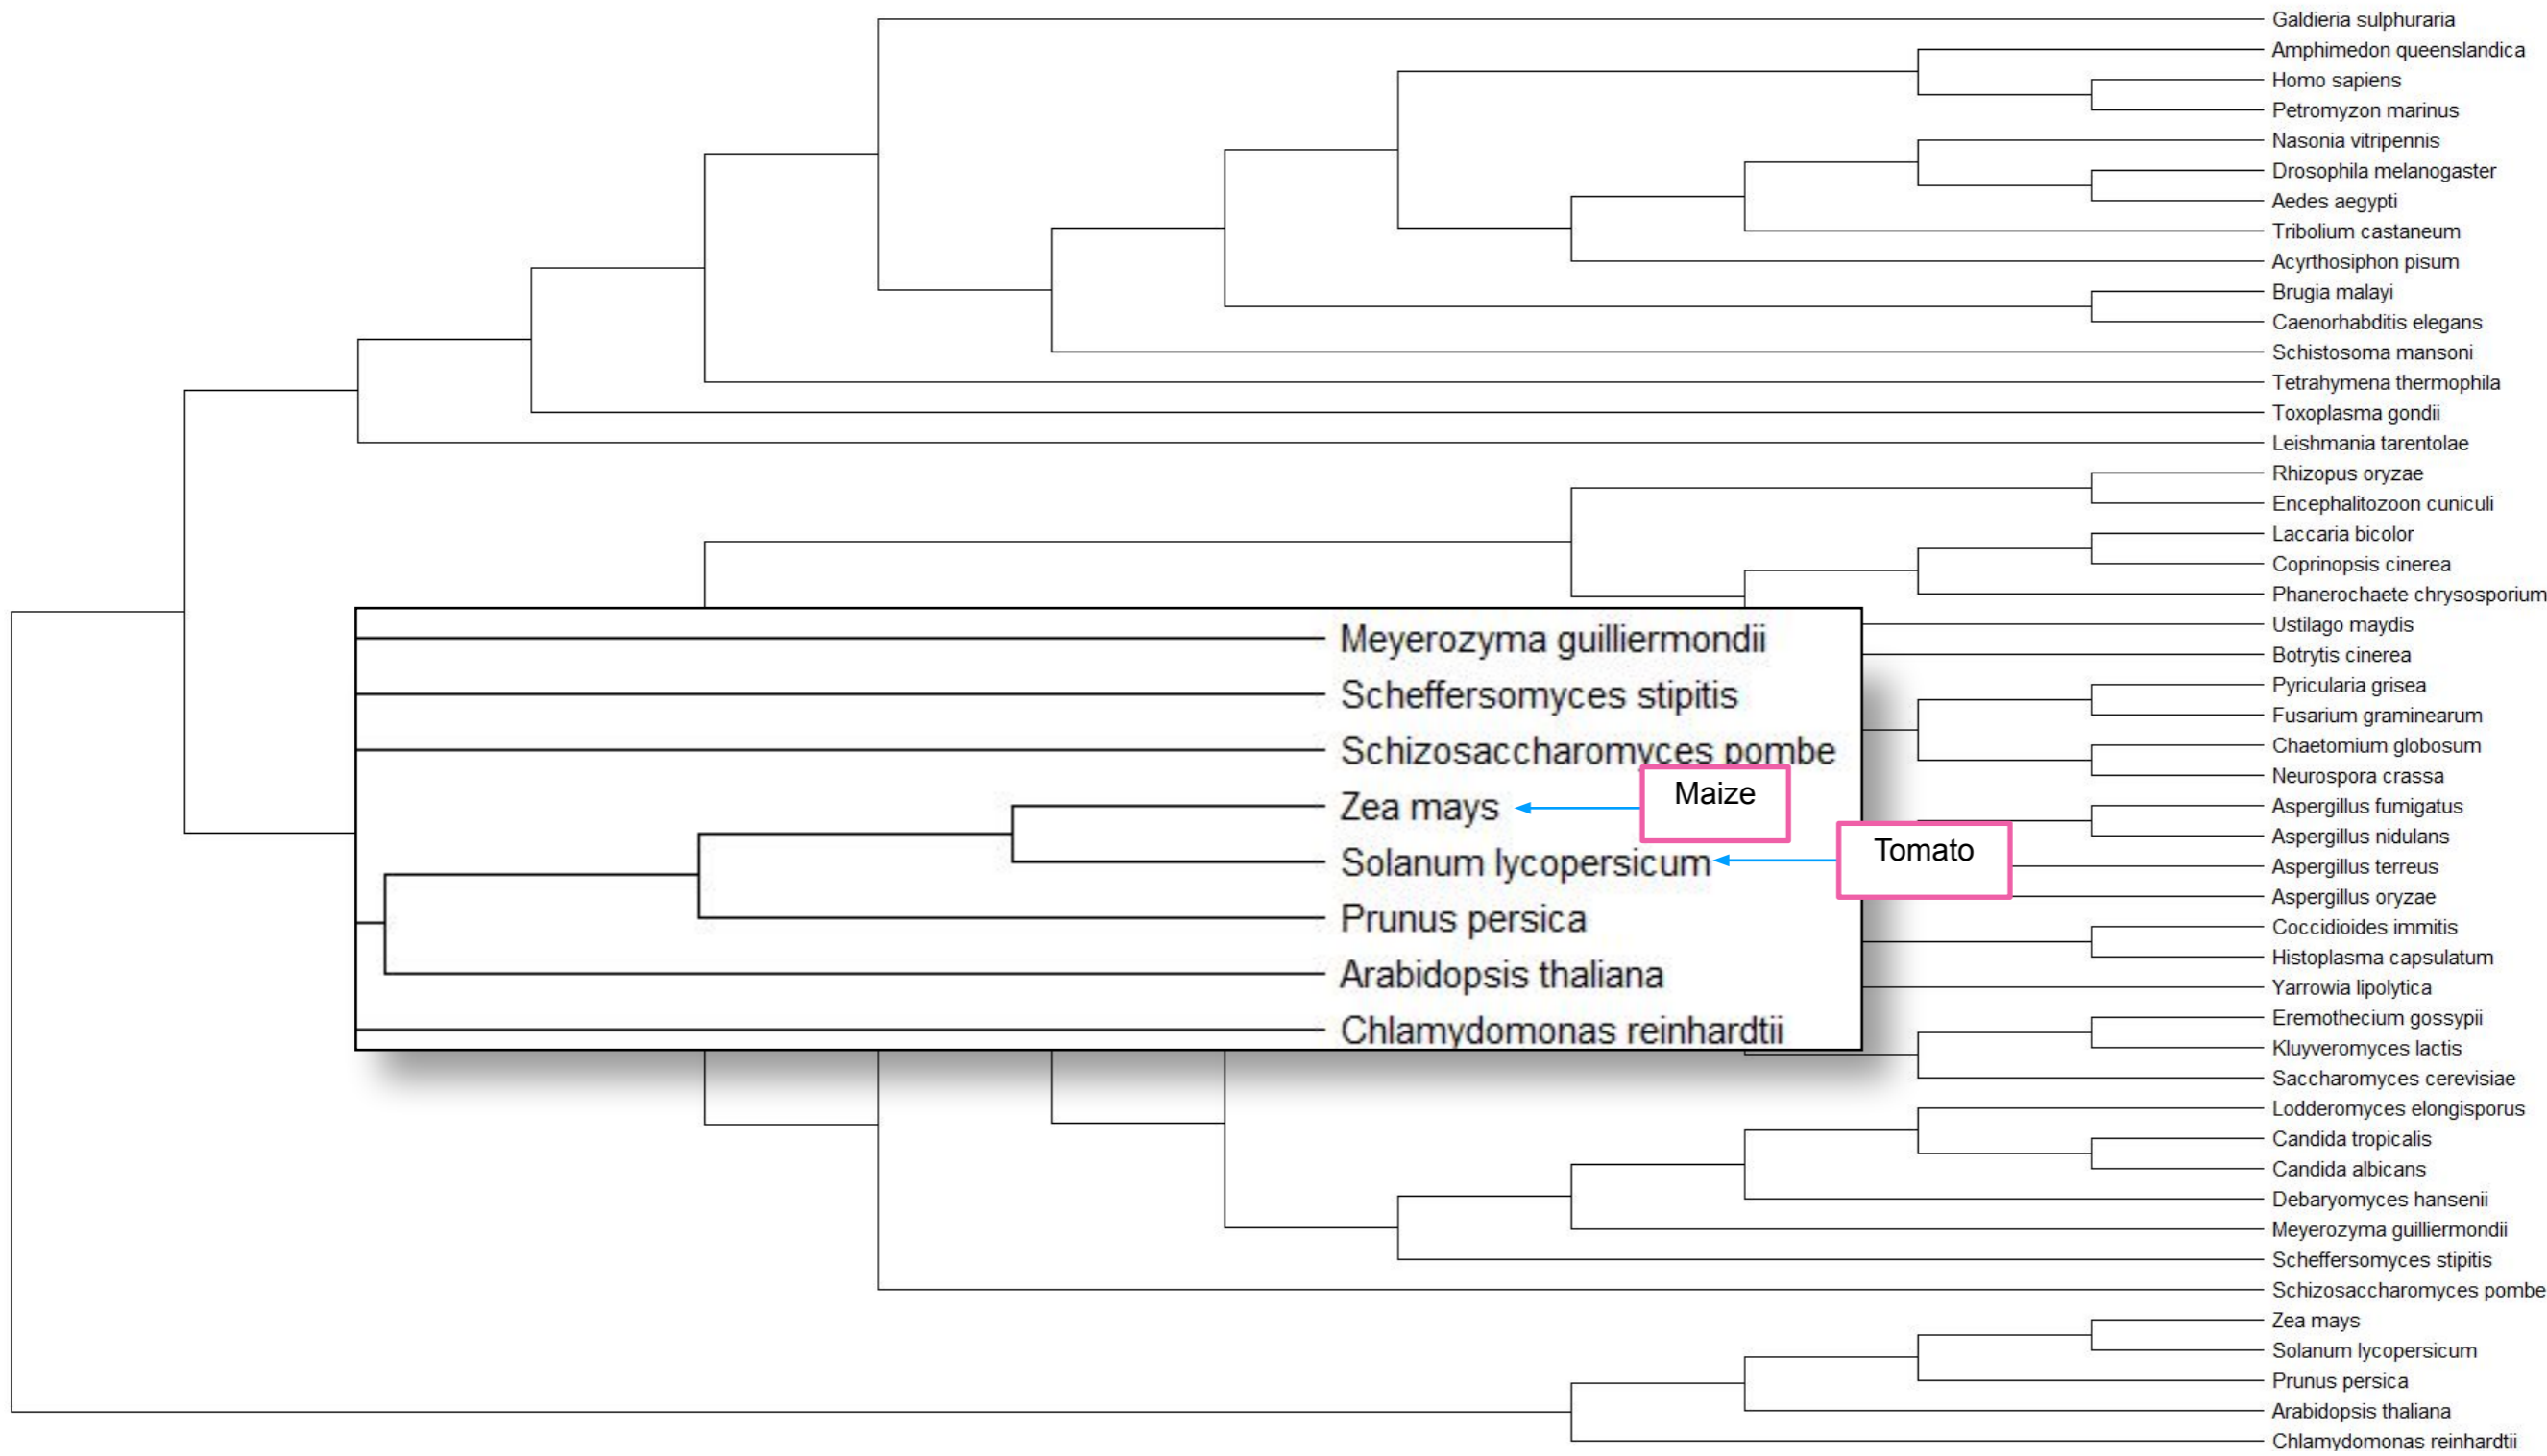 Galdieria sulphuraria
Amphimedon queenslandica
Homo sapiens
Petromyzon marinus
Nasonia vitripennis
Drosophila melanogaster
Aedes aegypti
Tribolium castaneum
Acyrthosiphon pisum
Brugia malayi
Caenorhabditis elegans
Schistosoma mansoni
Tetrahymena thermophila
Toxoplasma gondii
Leishmania tarentolae
Rhizopus oryzae
Encephalitozoon cuniculi
Laccaria bicolor
Coprinopsis cinerea
Phanerochaete chrysosporium
Ustilago maydis
Botrytis cinerea
Pyricularia grisea
Fusarium graminearum
Chaetomium globosum
Neurospora crassa
Aspergillus fumigatus
Aspergillus nidulans
Aspergillus terreus
Aspergillus oryzae
Coccidioides immitis
Histoplasma capsulatum
Yarrowia lipolytica
Eremothecium gossypii
Kluyveromyces lactis
Saccharomyces cerevisiae
Lodderomyces elongisporus
Candida tropicalis
Candida albicans
Debaryomyces hansenii
Meyerozyma guilliermondii
Scheffersomyces stipitis
Schizosaccharomyces pombe
Zea mays
Solanum lycopersicum
Prunus persica
Arabidopsis thaliana
Chlamydomonas reinhardtii
Meyerozyma guilliermondii
Scheffersomyces stipitis
Schizosaccharomyces pombe
Zea mays
Maize
Solanum lycopersicum
Tomato
Prunus persica
Arabidopsis thaliana
Chlamydomonas reinhardtii